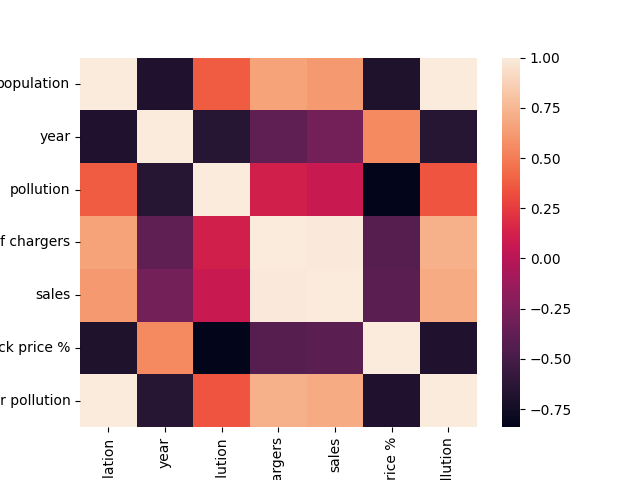 population
year
pollution
f chargers
sales
ck price %
r pollution
lation
year
lution
argers
sales
rice %
llution
1.00
0.75
0.50
0.25
0.00
−0.25
−0.50
−0.75